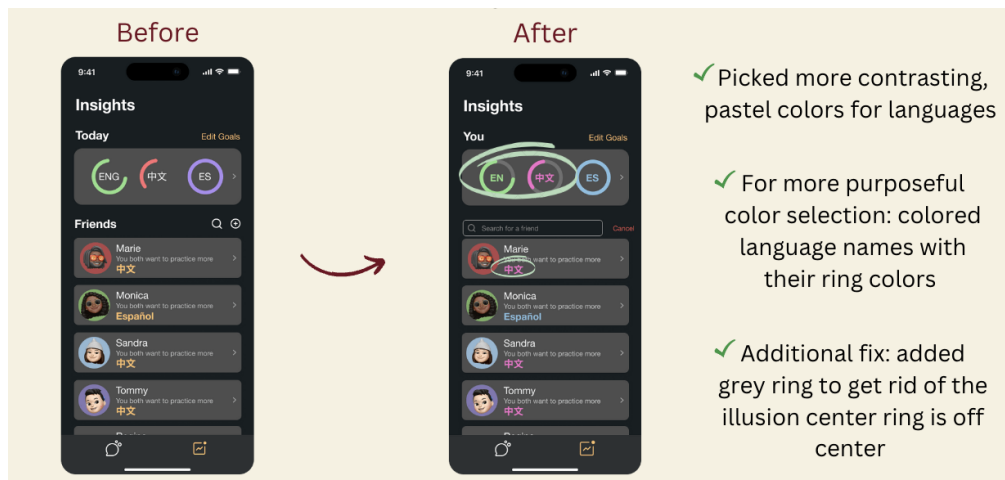 Before
9:41
Insights
Today
Edit Goals
ENG
中文
ES
Friends
Marie
You both want to practice more
中文
Monica
You both want to practice more
Español
Sandra
You both want to practice more
中文
Tommy
You both want to practice more
中文
After
9:41
Insights
You
Edit Goals
EN
中文
ES
Search for a friend
Cancel
Marie
You both want to practice more
中文
Monica
You both want to practice more
Español
Sandra
You both want to practice more
中文
Tommy
You both want to practice more
中文
Picked more contrasting,
pastel colors for languages
For more purposeful
color selection: colored
language names with
their ring colors
Additional fix: added
grey ring to get rid of the
illusion center ring is off
center